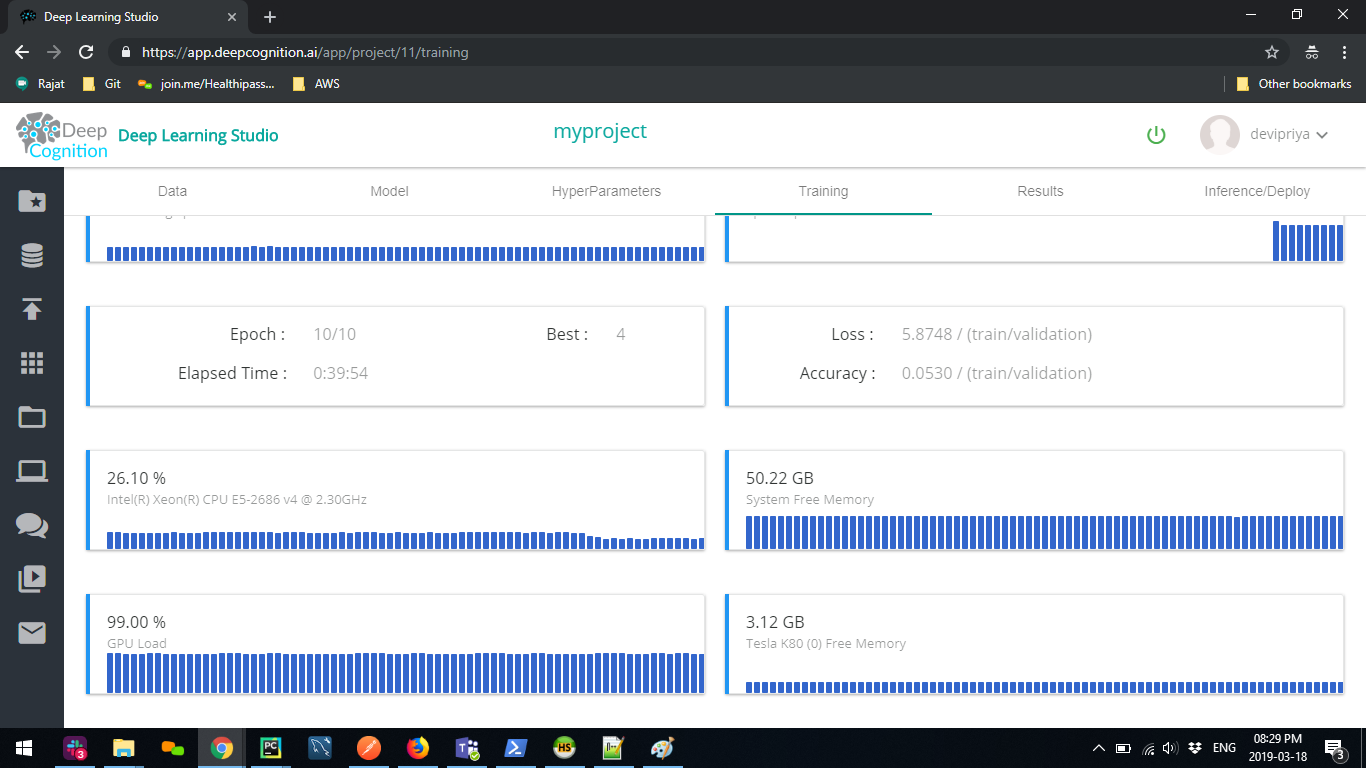 Deep Learning Studio
https://app.deepcognition.ai/app/project/11/training
Rajat
Git
join.me/Healthipass...
AWS
Other bookmarks
Deep
Cognition
Deep Learning Studio
myproject
devipriya
Data
Model
HyperParameters
Training
Results
Inference/Deploy
Epoch : 10/10
Best : 4
Elapsed Time : 0:39:54
Loss : 5.8748 / (train/validation)
Accuracy : 0.0530 / (train/validation)
26.10 %
Intel(R) Xeon(R) CPU E5-2686 v4 @ 2.30GHz
50.22 GB
System Free Memory
99.00 %
GPU Load
3.12 GB
Tesla K80 (0) Free Memory
3
PC
HS
ENG
08:29 PM
2019-03-18
3